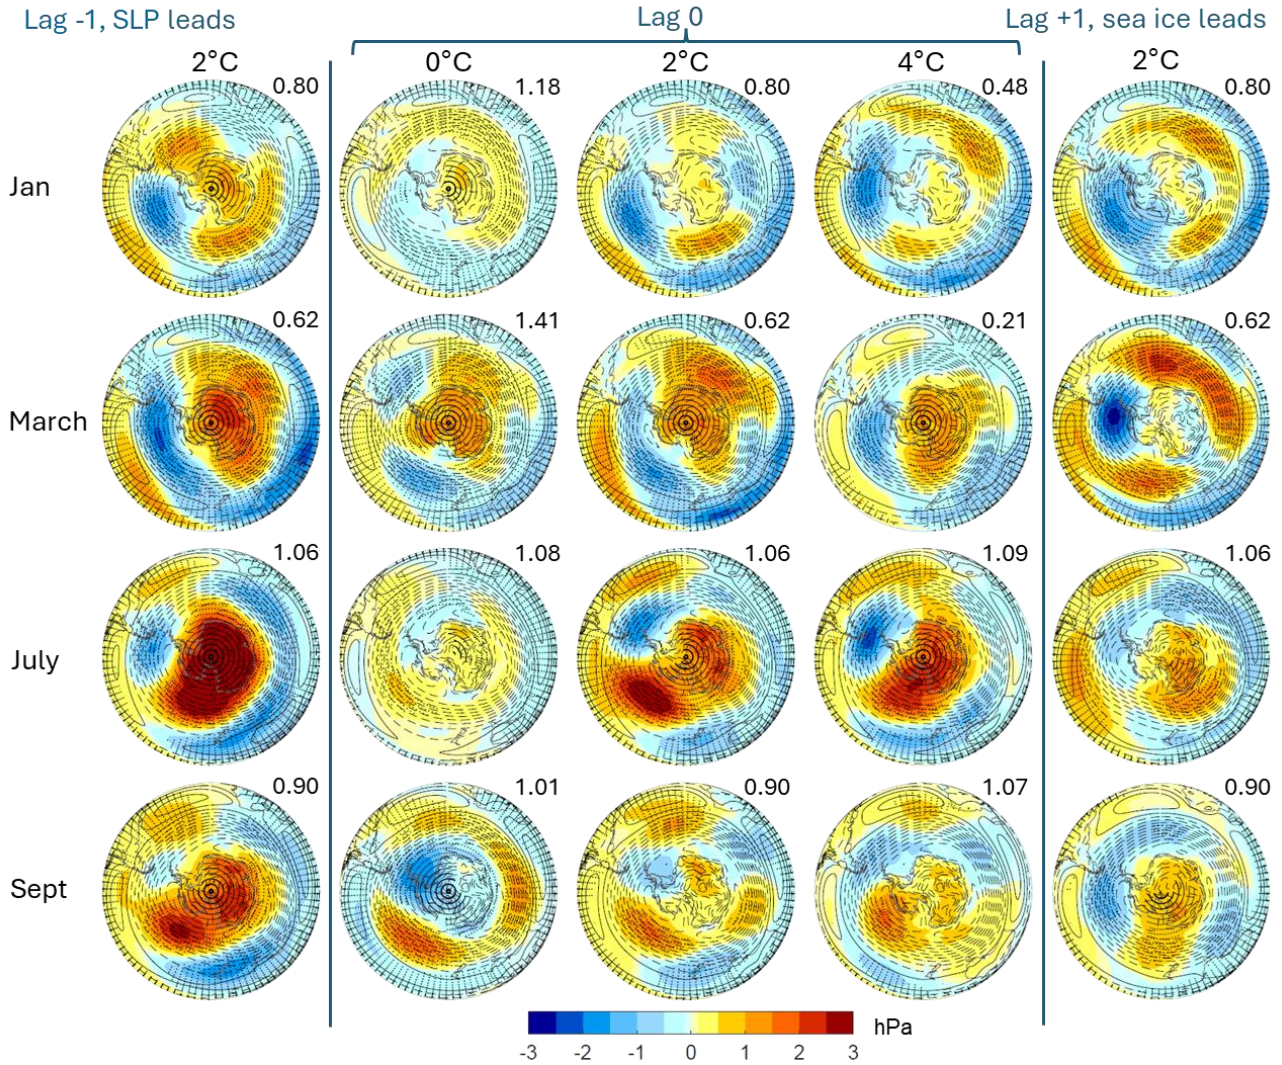 Lag -1, SLP leads Lag 0 Lag +1, sea ice leads
2°C 0°C 2°C 4°C 2°C
0.80 1.18 0.80 0.48 0.80
Jan
0.62 1.41 0.62 0.21 0.62
March
1.06 1.08 1.06 1.09 1.06
July
0.90 1.01 0.90 1.07 0.90
Sept
hPa
-3 -2 -1 0 1 2 3